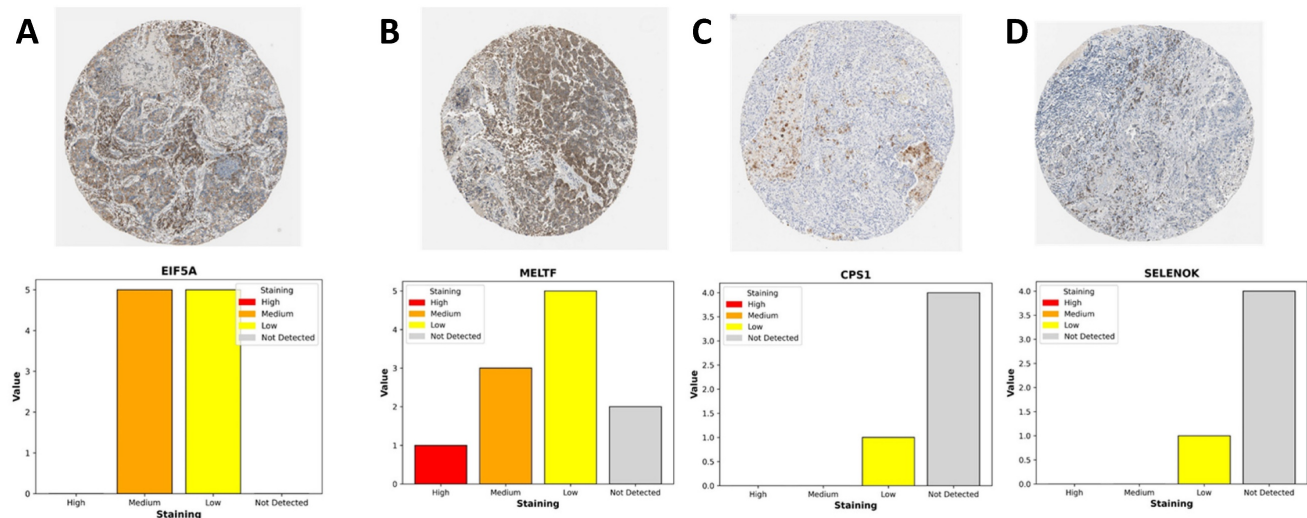 A
B
C
D
EIF5A
Value
5
4
3
2
1
0
Staining
High
Medium
Low
Not Detected
High Medium Low Not Detected
Staining
MELTF
Value
5
4
3
2
1
0
Staining
High
Medium
Low
Not Detected
High Medium Low Not Detected
Staining
CPS1
Value
4.0
3.5
3.0
2.5
2.0
1.5
1.0
0.5
0.0
Staining
High
Medium
Low
Not Detected
High Medium Low Not Detected
Staining
SELENOK
Value
4.0
3.5
3.0
2.5
2.0
1.5
1.0
0.5
0.0
Staining
High
Medium
Low
Not Detected
High Medium Low Not Detected
Staining